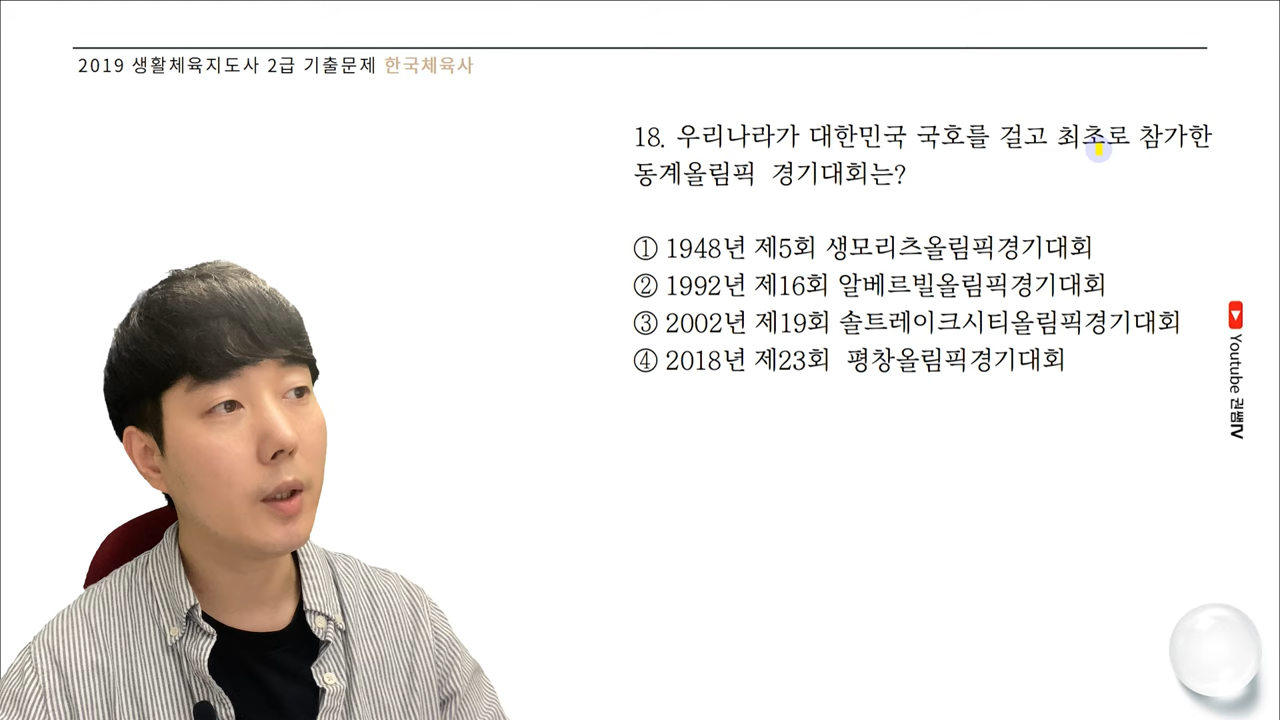 2019 생활체육지도사 2급 기출문제 한국체육사
18. 우리나라가 대한민국 국호를 걸고 최초로 참가한
동계올림픽 경기대회는?
① 1948년 제5회 생모리츠올림픽경기대회
② 1992년 제16회 알베르빌올림픽경기대회
③ 2002년 제19회 솔트레이크시티올림픽경기대회
④ 2018년 제23회 평창올림픽경기대회
Youtube 권쌤TV